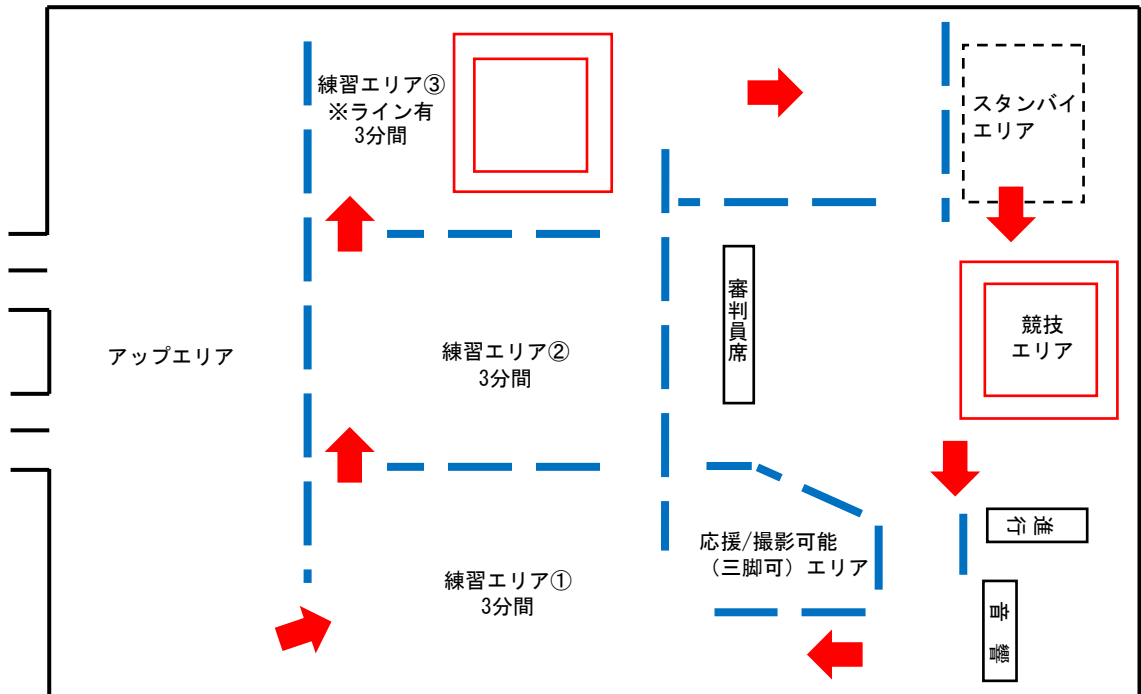 練習エリア③
※ライン有
3分間
スタンバイ
エリア
審判員席
競技
エリア
アップエリア
練習エリア②
3分間
進行
応援/撮影可能
（三脚可）エリア
練習エリア①
3分間
音響